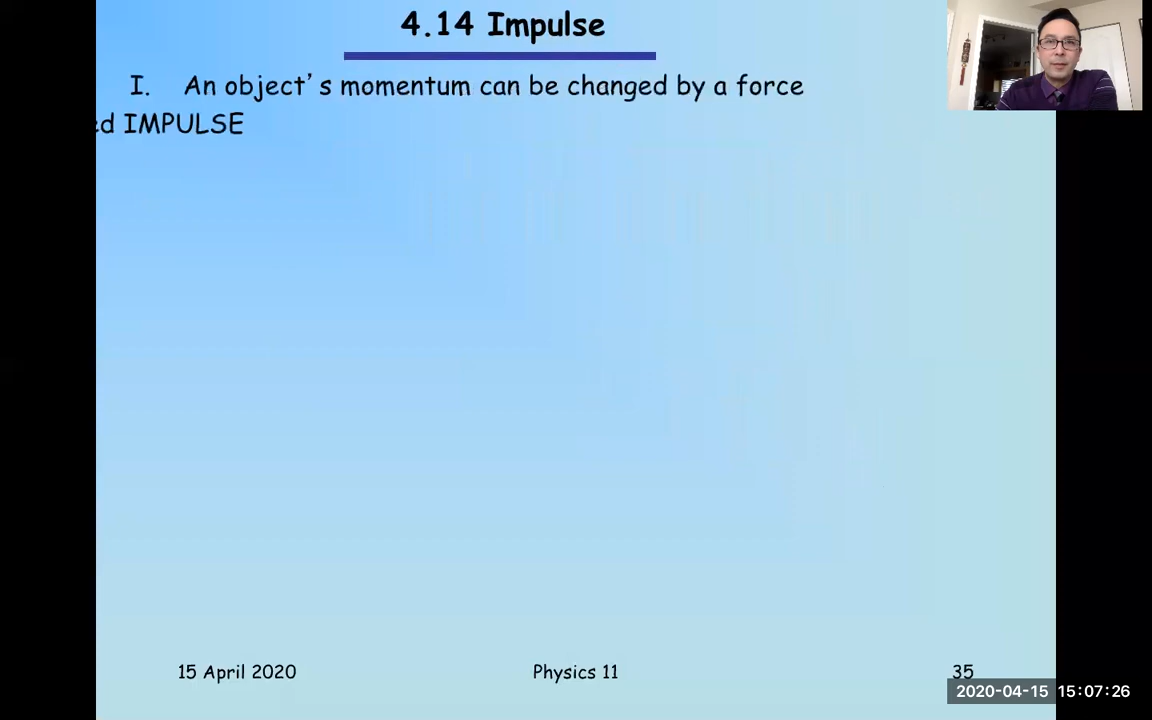 4.14 Impulse
I. An object's momentum can be changed by a force
ed IMPULSE
15 April 2020 Physics 11 35
2020-04-15 15:07:26